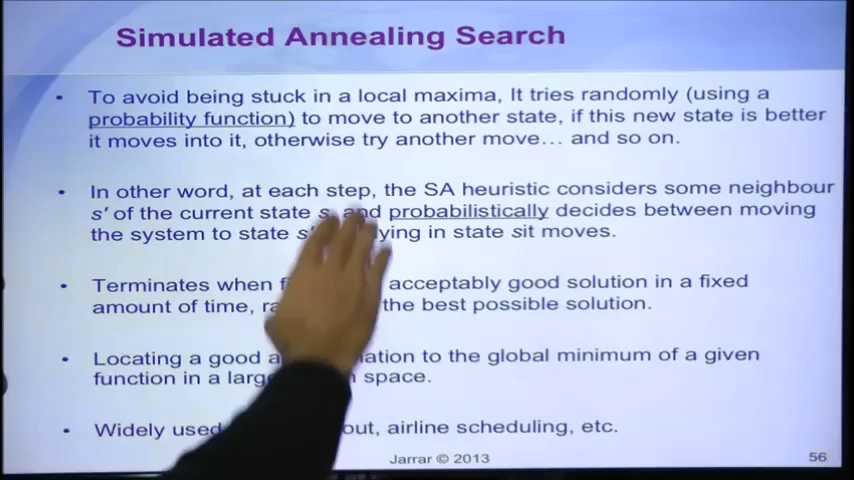 Simulated Annealing Search
• To avoid being stuck in a local maxima, It tries randomly (using a
probability function) to move to another state, if this new state is better
it moves into it, otherwise try another move… and so on.
• In other word, at each step, the SA heuristic considers some neighbour
s' of the current state s, and probabilistically decides between moving
the system to state s' ying in state sit moves.
• Terminates when acceptably good solution in a fixed
amount of time, the best possible solution.
• Locating a good ation to the global minimum of a given
function in a large space.
• Widely used out, airline scheduling, etc.
Jarrar © 2013
56